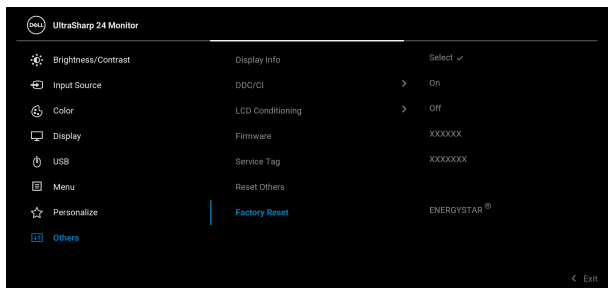 DELL UltraSharp 24 Monitor
Brightness/Contrast Display Info Select ✓
Input Source DDC/CI > On
Color LCD Conditioning > Off
Display Firmware XXXXXX
USB Service Tag XXXXXXX
Menu Reset Others
Personalize Factory Reset ENERGYSTAR ®
Others
< Exit